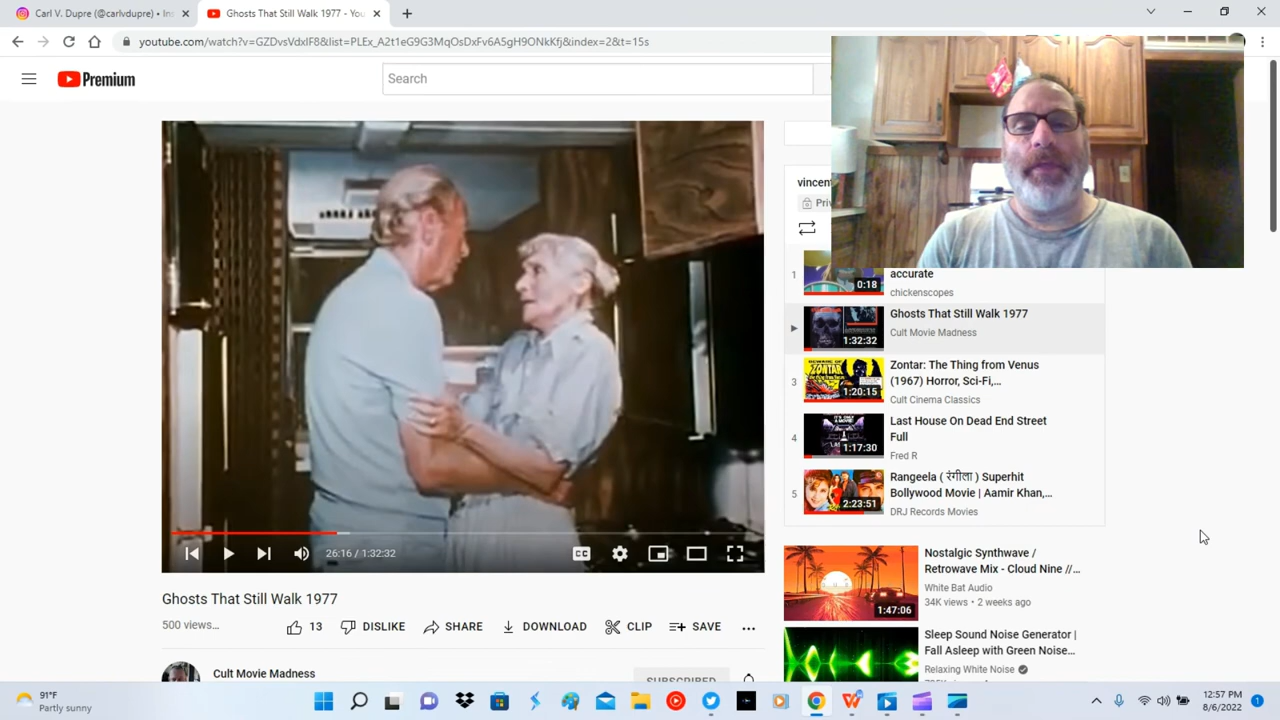 Carl V. Dupre (@carlvdupre) • In
Ghosts That Still Walk 1977 - You
youtube.com/watch?v=GZDvsVdxlF8&list=PLEx_A2t1eG9G3MqOsDxFv6A5gH9ONkKfj&index=2&t=15s
Premium
Search
vincent
Priv
1
0:18
accurate
chickenscopes
1:32:32
Ghosts That Still Walk 1977
Cult Movie Madness
3
1:20:15
Zontar: The Thing from Venus
(1967) Horror, Sci-Fi,...
Cult Cinema Classics
4
1:17:30
Last House On Dead End Street
Full
Fred R
5
2:23:51
Rangeela ( रंगीला ) Superhit
Bollywood Movie | Aamir Khan,...
DRJ Records Movies
26:16 / 1:32:32
CC
Ghosts That Still Walk 1977
500 views...
13
DISLIKE
SHARE
DOWNLOAD
CLIP
SAVE
Cult Movie Madness
SUBSCRIBED
1:47:06
Nostalgic Synthwave /
Retrowave Mix - Cloud Nine //...
White Bat Audio
34K views • 2 weeks ago
Sleep Sound Noise Generator |
Fall Asleep with Green Noise...
Relaxing White Noise
91°F
Partly sunny
12:57 PM
8/6/2022
1